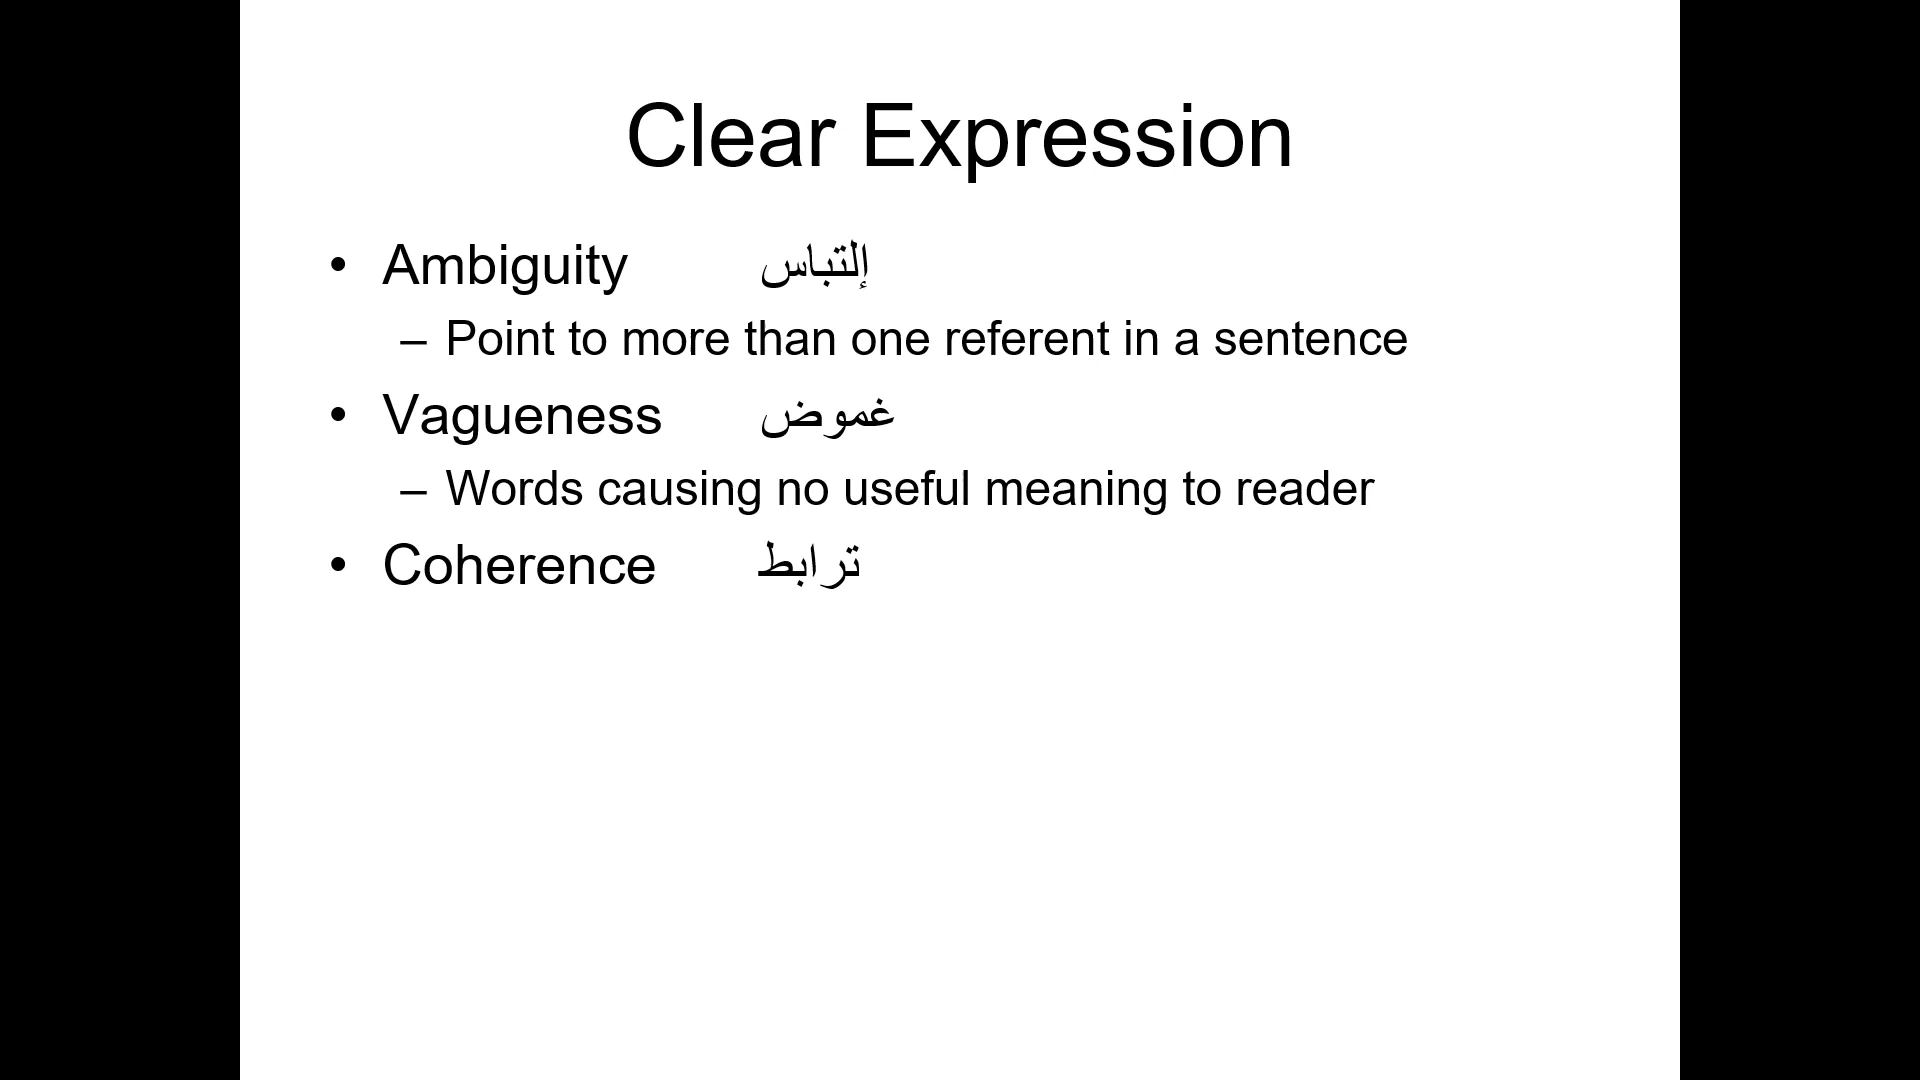 Clear Expression
• Ambiguity إلتباس
– Point to more than one referent in a sentence
• Vagueness غموض
– Words causing no useful meaning to reader
• Coherence ترابط